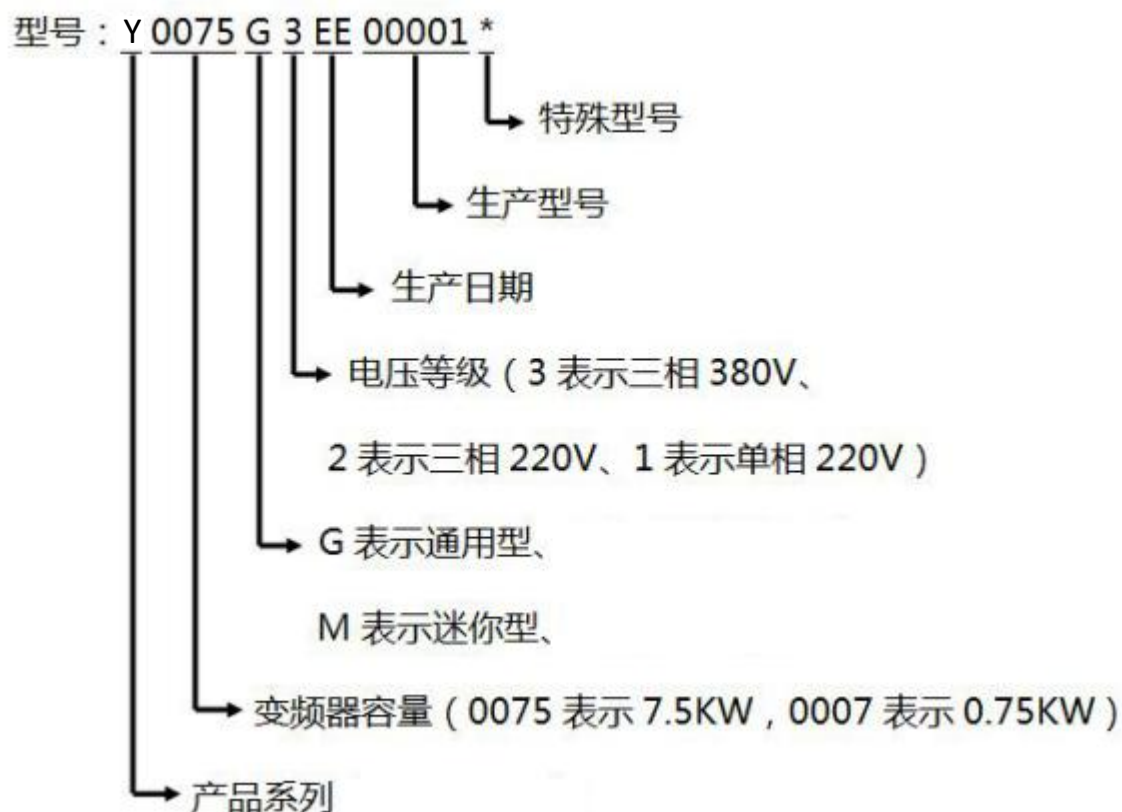 型号：Y 0075 G 3 EE 00001 *
特殊型号
生产型号
生产日期
电压等级（3 表示三相 380V、
2 表示三相 220V、1 表示单相 220V）
G 表示通用型、
M 表示迷你型、
变频器容量（0075 表示 7.5KW，0007 表示 0.75KW）
产品系列